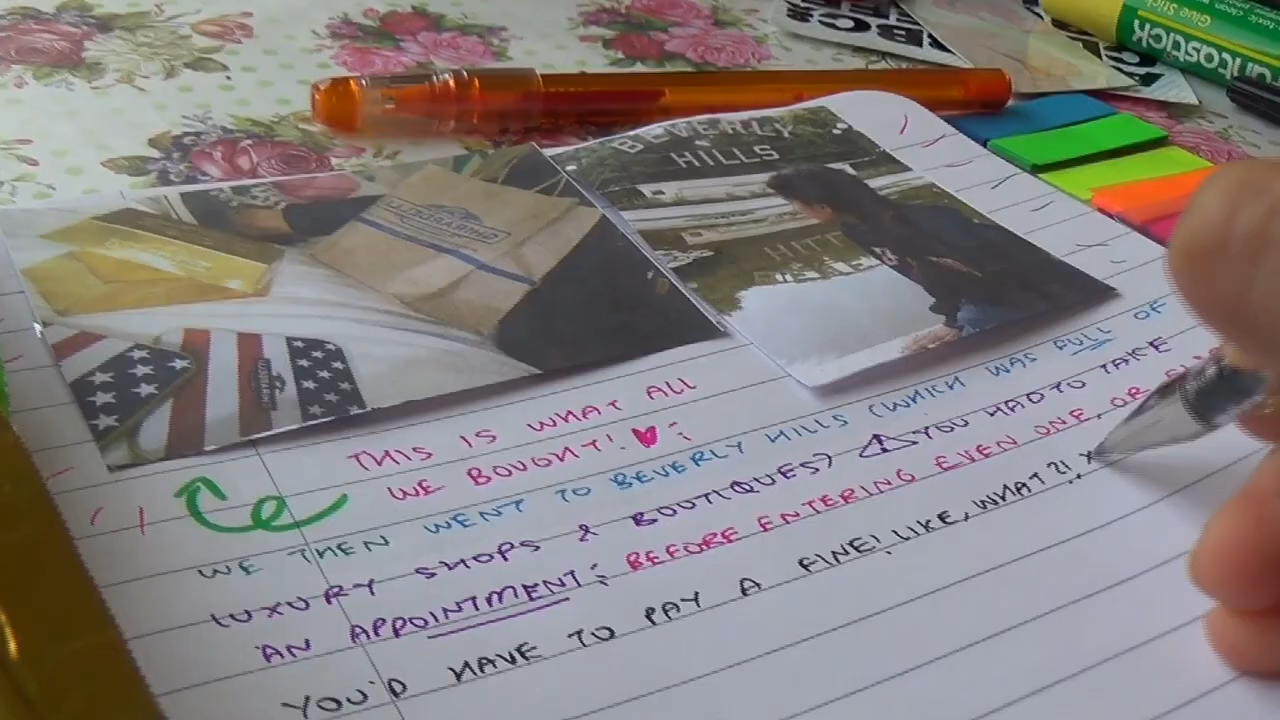 antastick
Glue Stick
BEVERLY
HILLS
GHIRARDELLI
THIS IS WHAT ALL
WE BOUGHT!
WE THEN WENT TO BEVERLY HILLS (WHICH WAS FULL OF
LUXURY SHOPS & BOUTIQUES) YOU HAD TO TAKE
AN APPOINTMENT BEFORE ENTERING EVEN ONE, OR
YOU'D HAVE TO PAY A FINE! LIKE, WHAT?!